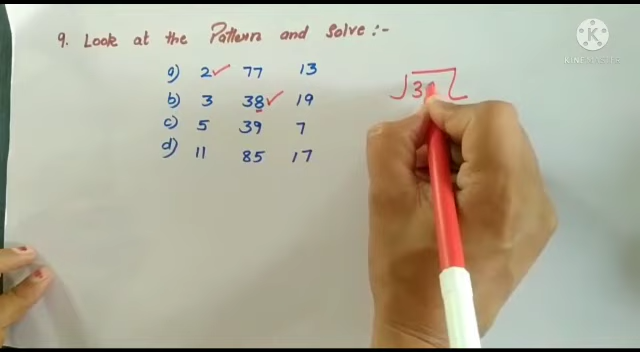 9. Look at the Pattern and Solve :-
a) 2 ✓ 77 13
b) 3 38 ✓ 19
c) 5 39 7
d) 11 85 17
3
K
KINEMASTER